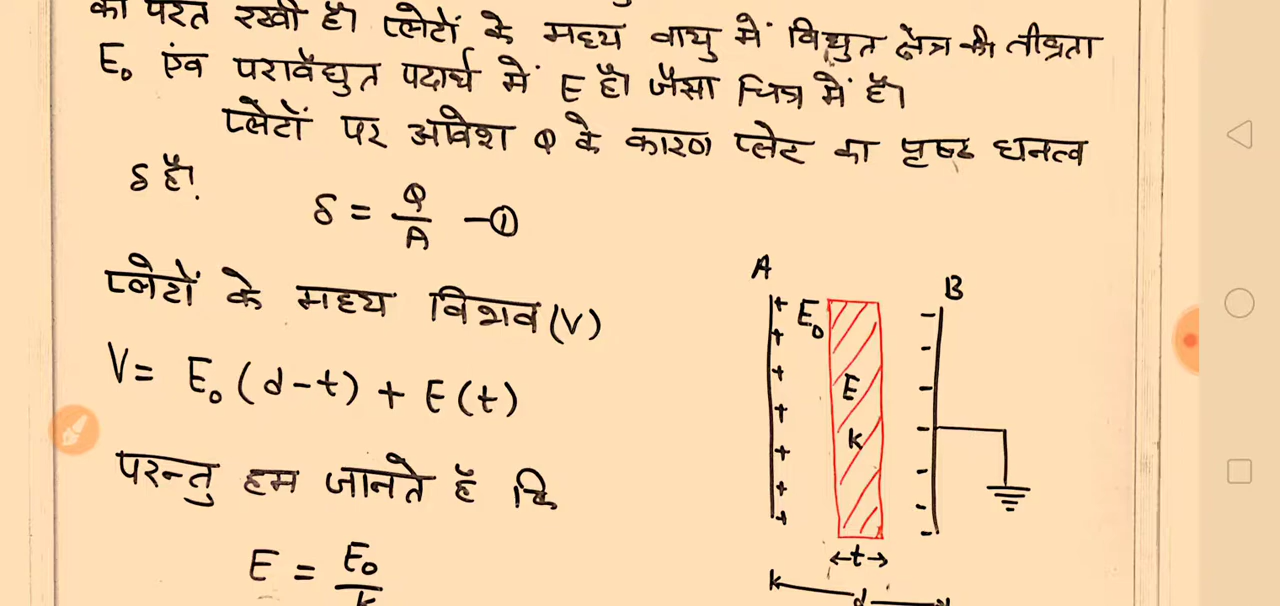 की परत रखी है। प्लेटों के मध्य वायु में विद्युत क्षेत्र की तीव्रता
E₀ एंव परावैद्युत पदार्थ में E है। जैसा चित्र में है।
प्लेटों पर आवेश Q के कारण प्लेट का पृष्ठ घनत्व
δ है।
δ = Q/A —①
प्लेटों के मध्य विभव (V)
V = E₀ (d-t) + E(t)
परन्तु हम जानते है कि
E = E₀/k
A
B
E₀
E
k
t
d